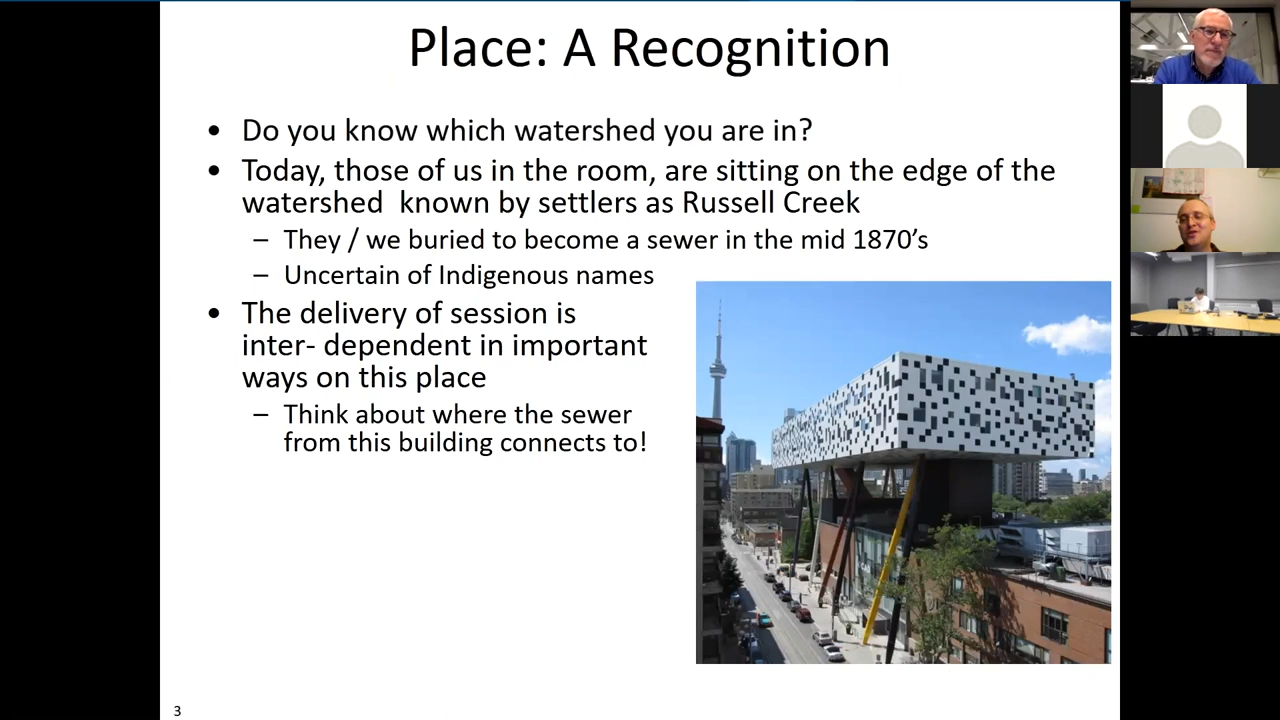 Place: A Recognition
• Do you know which watershed you are in?
• Today, those of us in the room, are sitting on the edge of the
watershed  known by settlers as Russell Creek
– They / we buried to become a sewer in the mid 1870’s
– Uncertain of Indigenous names
• The delivery of session is
inter- dependent in important
ways on this place
– Think about where the sewer
from this building connects to!
3